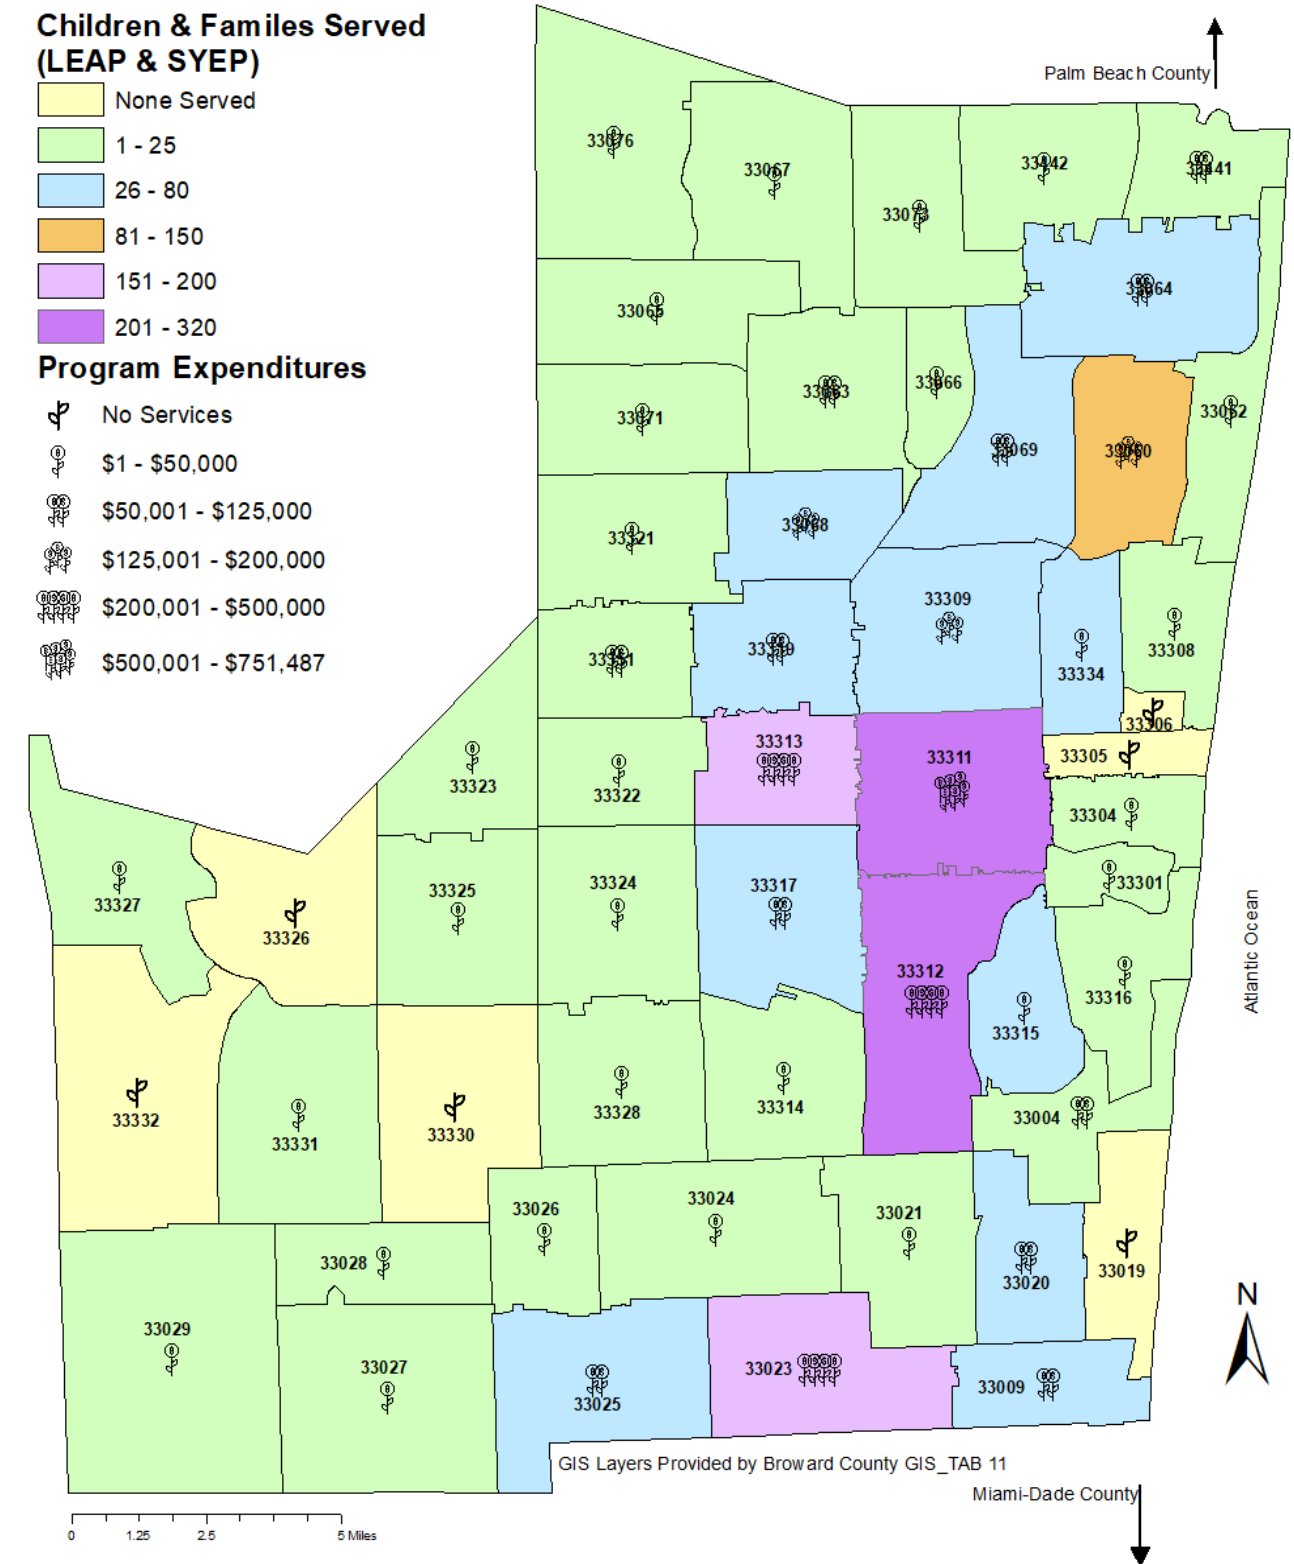 Children & Familes Served
(LEAP & SYEP)
None Served
1 - 25
26 - 80
81 - 150
151 - 200
201 - 320
Program Expenditures
No Services
$1 - $50,000
$50,001 - $125,000
$125,001 - $200,000
$200,001 - $500,000
$500,001 - $751,487
Palm Beach County
33076
33067
33442
33441
33073
33064
33065
33063
33066
33062
33071
33069
33060
33068
33321
33309
33308
33351
33319
33334
33306
33313
33311
33305
33323
33322
33304
33325
33324
33317
33301
33327
33326
33312
33316
33315
Atlantic Ocean
33332
33331
33330
33328
33314
33004
33026
33024
33021
33028
33020
33019
N
33029
33027
33025
33023
33009
GIS Layers Provided by Broward County GIS_TAB 11
Miami-Dade County
0 1.25 2.5 5 Miles